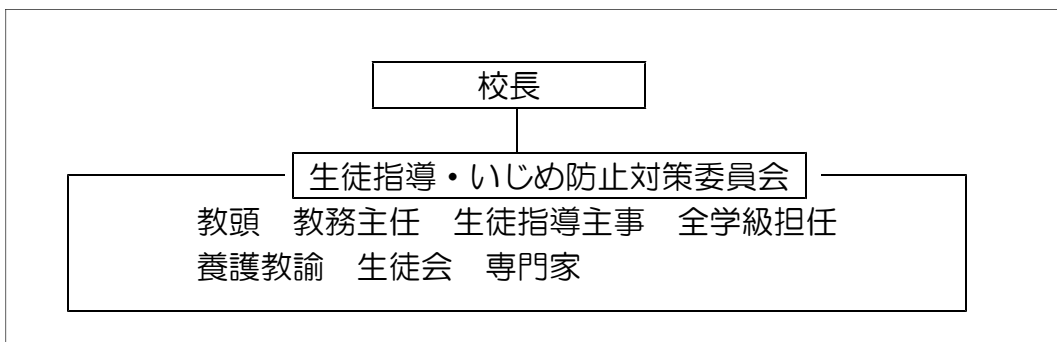 校長
生徒指導・いじめ防止対策委員会
教頭　教務主任　生徒指導主事　全学級担任
養護教諭　生徒会　専門家